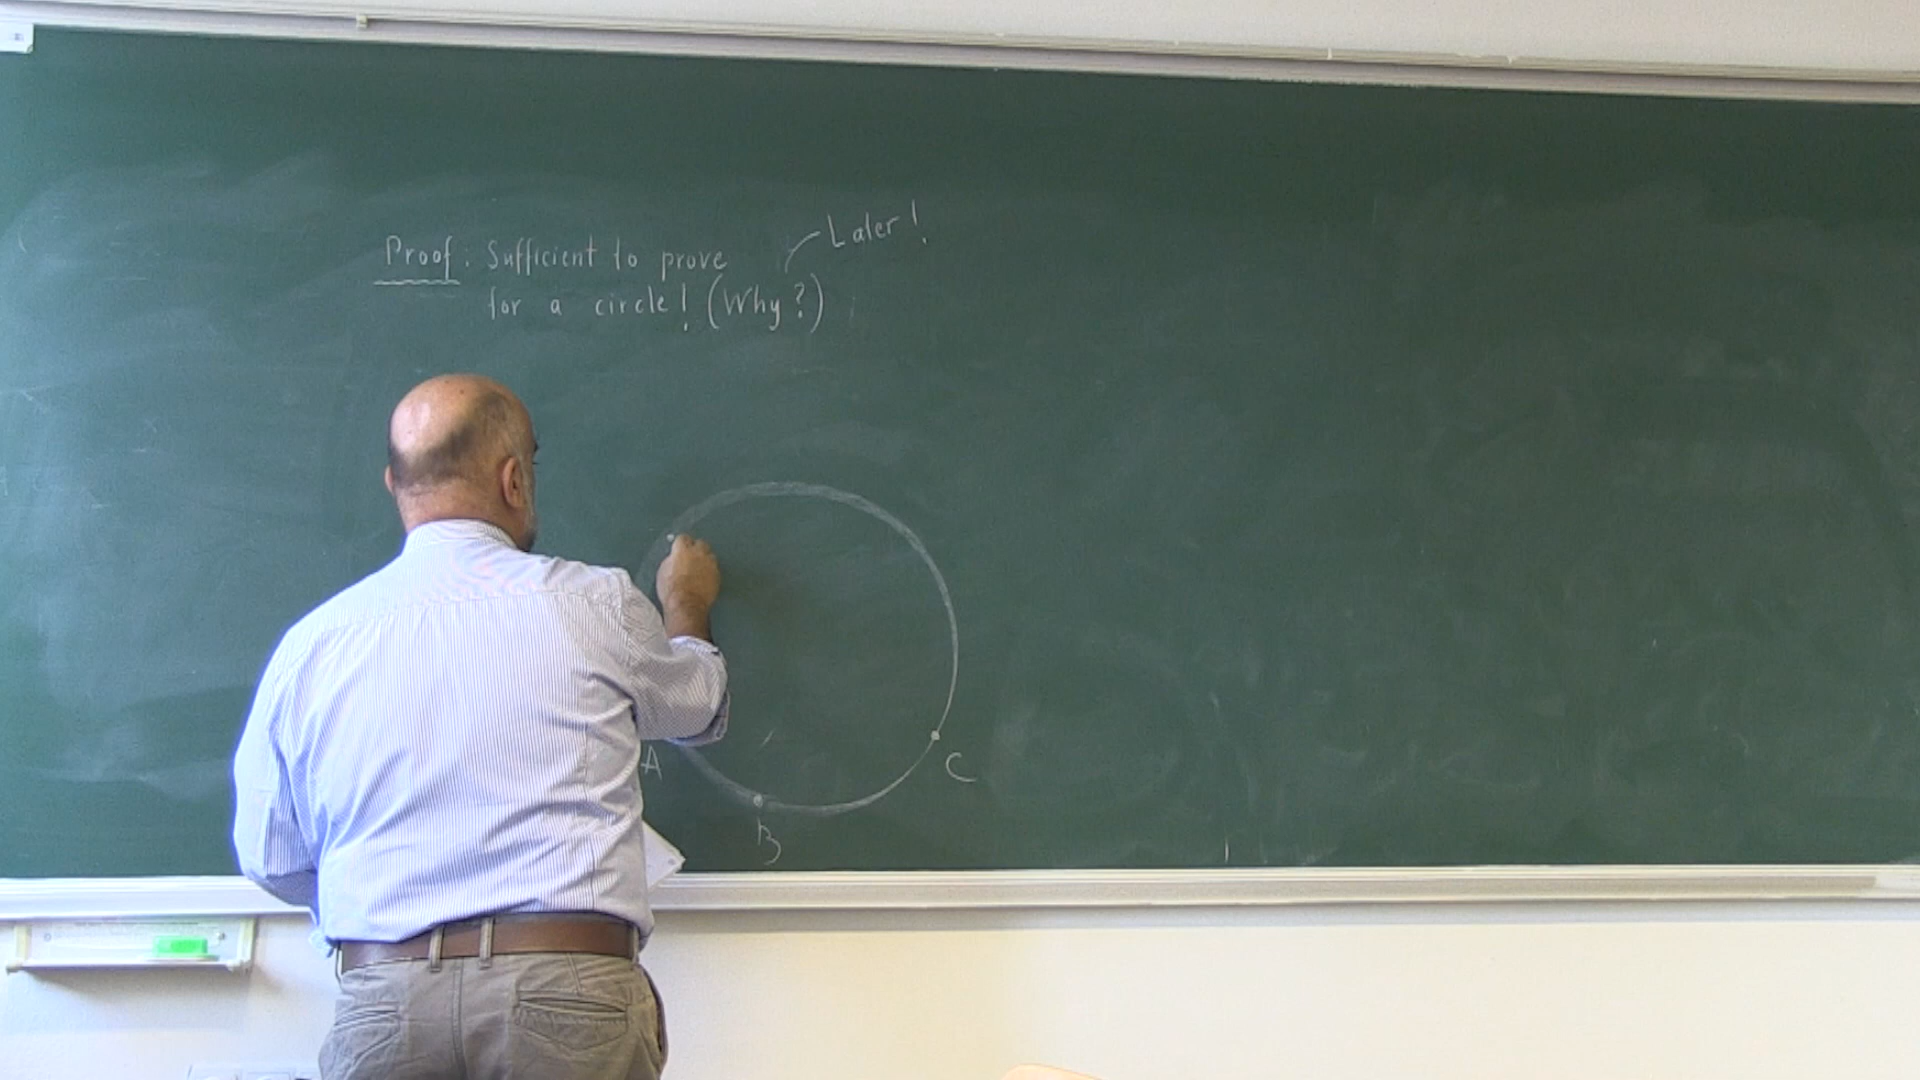 Later!
Proof: Sufficient to prove
for a circle! (Why?)
A
C
B